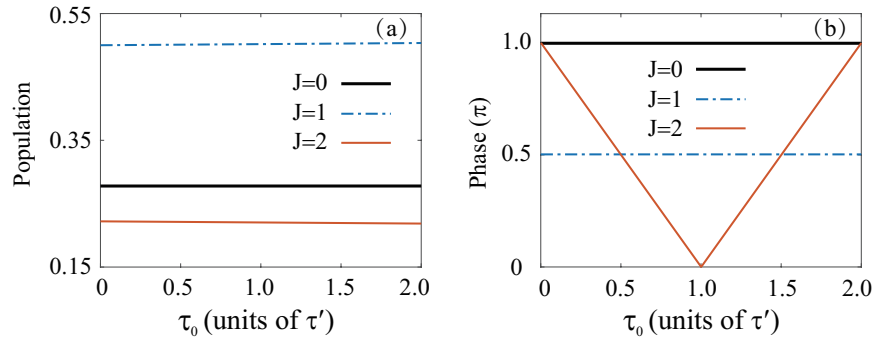 (a)
0.55
0.35
0.15
Population
J=0
J=1
J=2
0 0.5 1.0 1.5 2.0
τ₀ (units of τ′)
(b)
1.0
0.5
0
Phase (π)
J=0
J=1
J=2
0 0.5 1.0 1.5 2.0
τ₀ (units of τ′)